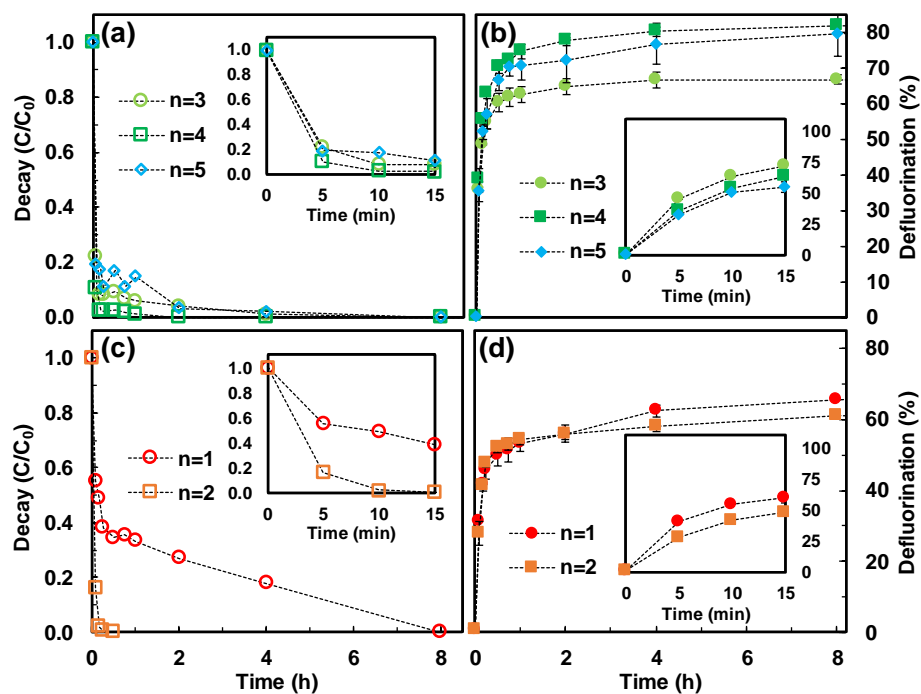 (a)
1.0
0.8
0.6
0.4
0.2
0.0
Decay (C/C0)
n=3
n=4
n=5
1.0
0.8
0.6
0.4
0.2
0.0
0 5 10 15
Time (min)
(b)
80
70
60
50
40
30
20
10
0
Defluorination (%)
n=3
n=4
n=5
100
75
50
25
0
0 5 10 15
Time (min)
(c)
1.0
0.8
0.6
0.4
0.2
0.0
Decay (C/C0)
n=1
n=2
1.0
0.8
0.6
0.4
0.2
0.0
0 5 10 15
Time (min)
0 2 4 6 8
Time (h)
(d)
80
60
40
20
0
Defluorination (%)
n=1
n=2
100
75
50
25
0
0 5 10 15
Time (min)
0 2 4 6 8
Time (h)